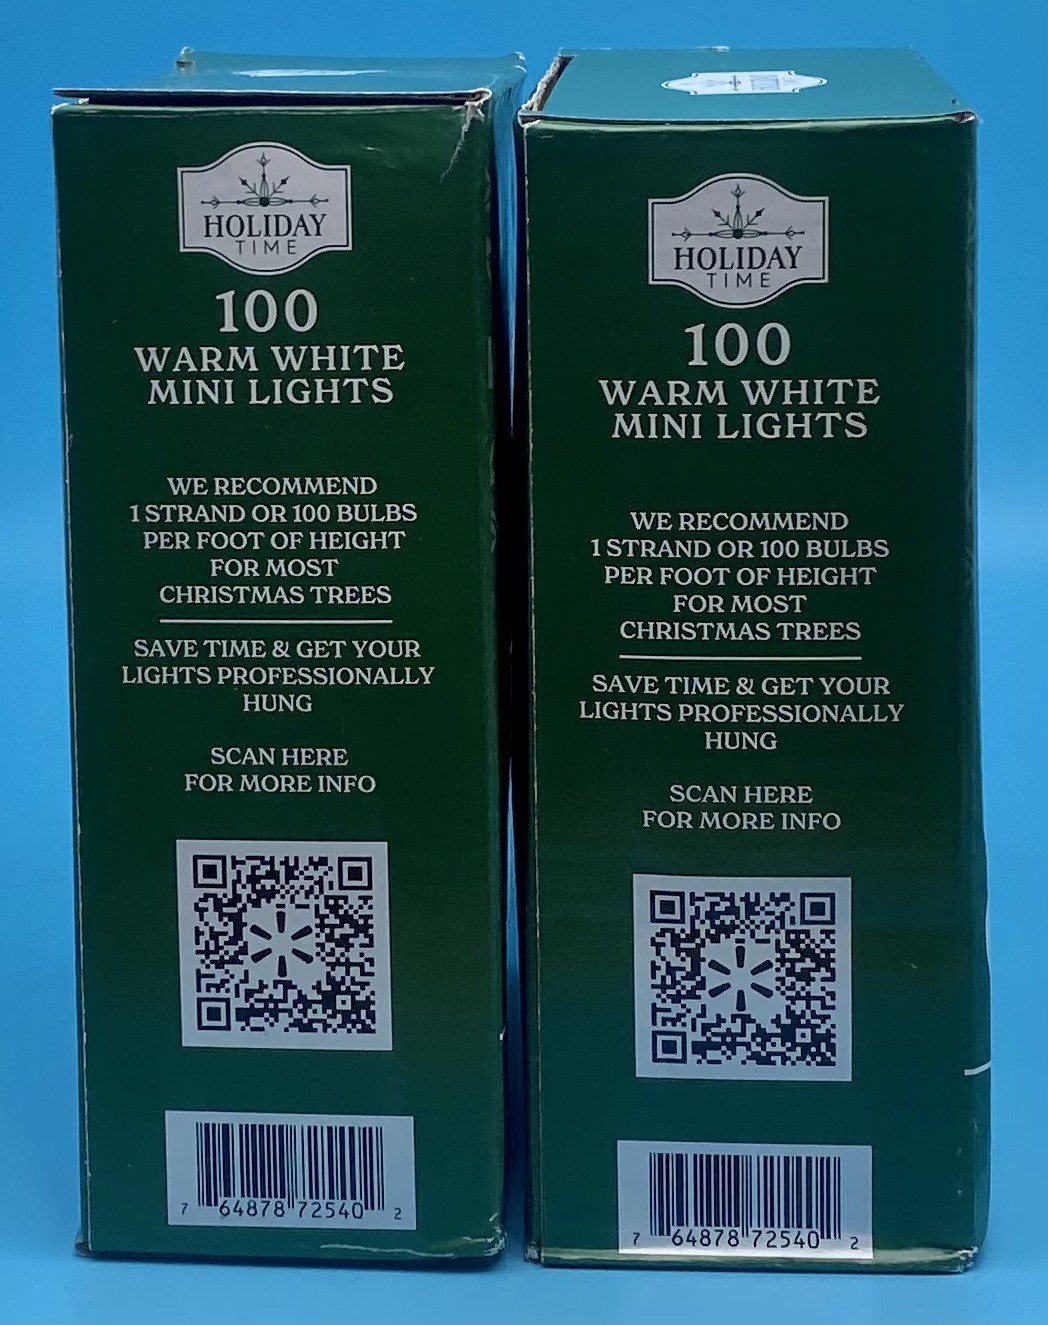 HOLIDAY
TIME
100
WARM WHITE
MINI LIGHTS
WE RECOMMEND
1 STRAND OR 100 BULBS
PER FOOT OF HEIGHT
FOR MOST
CHRISTMAS TREES
SAVE TIME & GET YOUR
LIGHTS PROFESSIONALLY
HUNG
SCAN HERE
FOR MORE INFO
7 64878 72540 2
HOLIDAY
TIME
100
WARM WHITE
MINI LIGHTS
WE RECOMMEND
1 STRAND OR 100 BULBS
PER FOOT OF HEIGHT
FOR MOST
CHRISTMAS TREES
SAVE TIME & GET YOUR
LIGHTS PROFESSIONALLY
HUNG
SCAN HERE
FOR MORE INFO
7 64878 72540 2